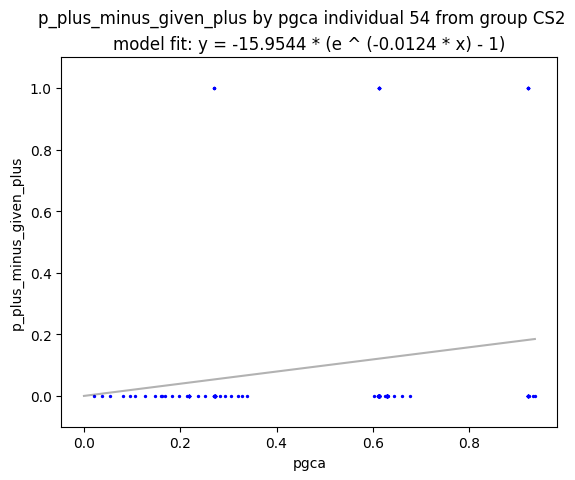 p_plus_minus_given_plus by pgca individual 54 from group CS2
model fit: y = -15.9544 * (e ^ (-0.0124 * x) - 1)
1.0
0.8
0.6
0.4
0.2
0.0
p_plus_minus_given_plus
0.0 0.2 0.4 0.6 0.8
pgca